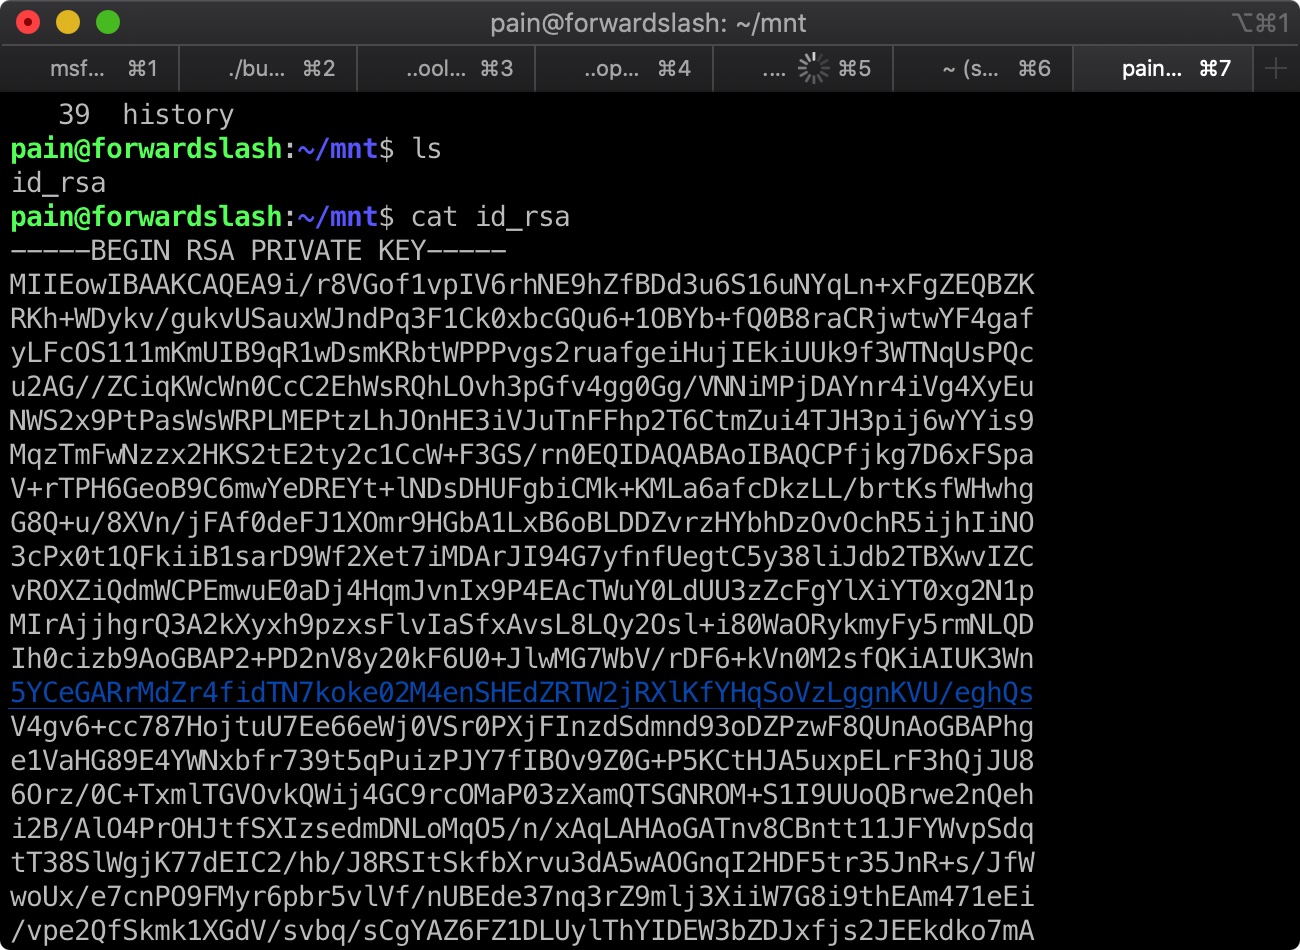 pain@forwardslash: ~/mnt
⌥⌘1
msf... ⌘1
./bu... ⌘2
..ool... ⌘3
..op... ⌘4
.... ⌘5
~ (s... ⌘6
pain... ⌘7
39 history
pain@forwardslash:~/mnt$ ls
id_rsa
pain@forwardslash:~/mnt$ cat id_rsa
-----BEGIN RSA PRIVATE KEY-----
MIIEowIBAAKCAQEA9i/r8VGof1vpIV6rhNE9hZfBDd3u6S16uNYqLn+xFgZEQBZK
RKh+WDykv/gukvUSauxWJndPq3F1Ck0xbcGQu6+1OBYb+fQ0B8raCRjwtwYF4gaf
yLFcOS111mKmUIB9qR1wDsmKRbtWPPPvgs2ruafgeiHujIEkiUUk9f3WTNqUsPQc
u2AG//ZCiqKWcWn0CcC2EhWsRQhLOvh3pGfv4gg0Gg/VNNiMPjDAYnr4iVg4XyEu
NWS2x9PtPasWsWRPLMEPtzLhJOnHE3iVJuTnFFhp2T6CtmZui4TJH3pij6wYYis9
MqzTmFwNzzx2HKS2tE2ty2c1CcW+F3GS/rn0EQIDAQABAoIBAQCPfjkg7D6xFSpa
V+rTPH6GeoB9C6mwYeDREYt+lNDsDHUFgbiCMk+KMLa6afcDkzLL/brtKsfWHwhg
G8Q+u/8XVn/jFAf0deFJ1XOmr9HGbA1LxB6oBLDDZvrzHYbhDzOvOchR5ijhIiNO
3cPx0t1QFkiiB1sarD9Wf2Xet7iMDArJI94G7yfnfUegtC5y38liJdb2TBXwvIZC
vROXZiQdmWCPEmwuE0aDj4HqmJvnIx9P4EAcTWuY0LdUU3zZcFgYlXiYT0xg2N1p
MIrAjjhgrQ3A2kXyxh9pzxsFlvIaSfxAvsL8LQy2Osl+i80WaORykmyFy5rmNLQD
Ih0cizb9AoGBAP2+PD2nV8y20kF6U0+JlwMG7WbV/rDF6+kVn0M2sfQKiAIUK3Wn
5YCeGARrMdZr4fidTN7koke02M4enSHEdZRTW2jRXlKfYHqSoVzLggnKVU/eghQs
V4gv6+cc787HojtuU7Ee66eWj0VSr0PXjFInzdSdmnd93oDZPzwF8QUnAoGBAPhg
e1VaHG89E4YWNxbfr739t5qPuizPJY7fIBOv9Z0G+P5KCtHJA5uxpELrF3hQjJU8
6Orz/0C+TxmlTGVOvkQWij4GC9rcOMaP03zXamQTSGNROM+S1I9UUoQBrwe2nQeh
i2B/AlO4PrOHJtfSXIzsedmDNLoMqO5/n/xAqLAHAoGATnv8CBntt11JFYWvpSdq
tT38SlWgjK77dEIC2/hb/J8RSItSkfbXrvu3dA5wAOGnqI2HDF5tr35JnR+s/JfW
woUx/e7cnPO9FMyr6pbr5vlVf/nUBEde37nq3rZ9mlj3XiiW7G8i9thEAm471eEi
/vpe2QfSkmk1XGdV/svbq/sCgYAZ6FZ1DLUylThYIDEW3bZDJxfjs2JEEkdko7mA